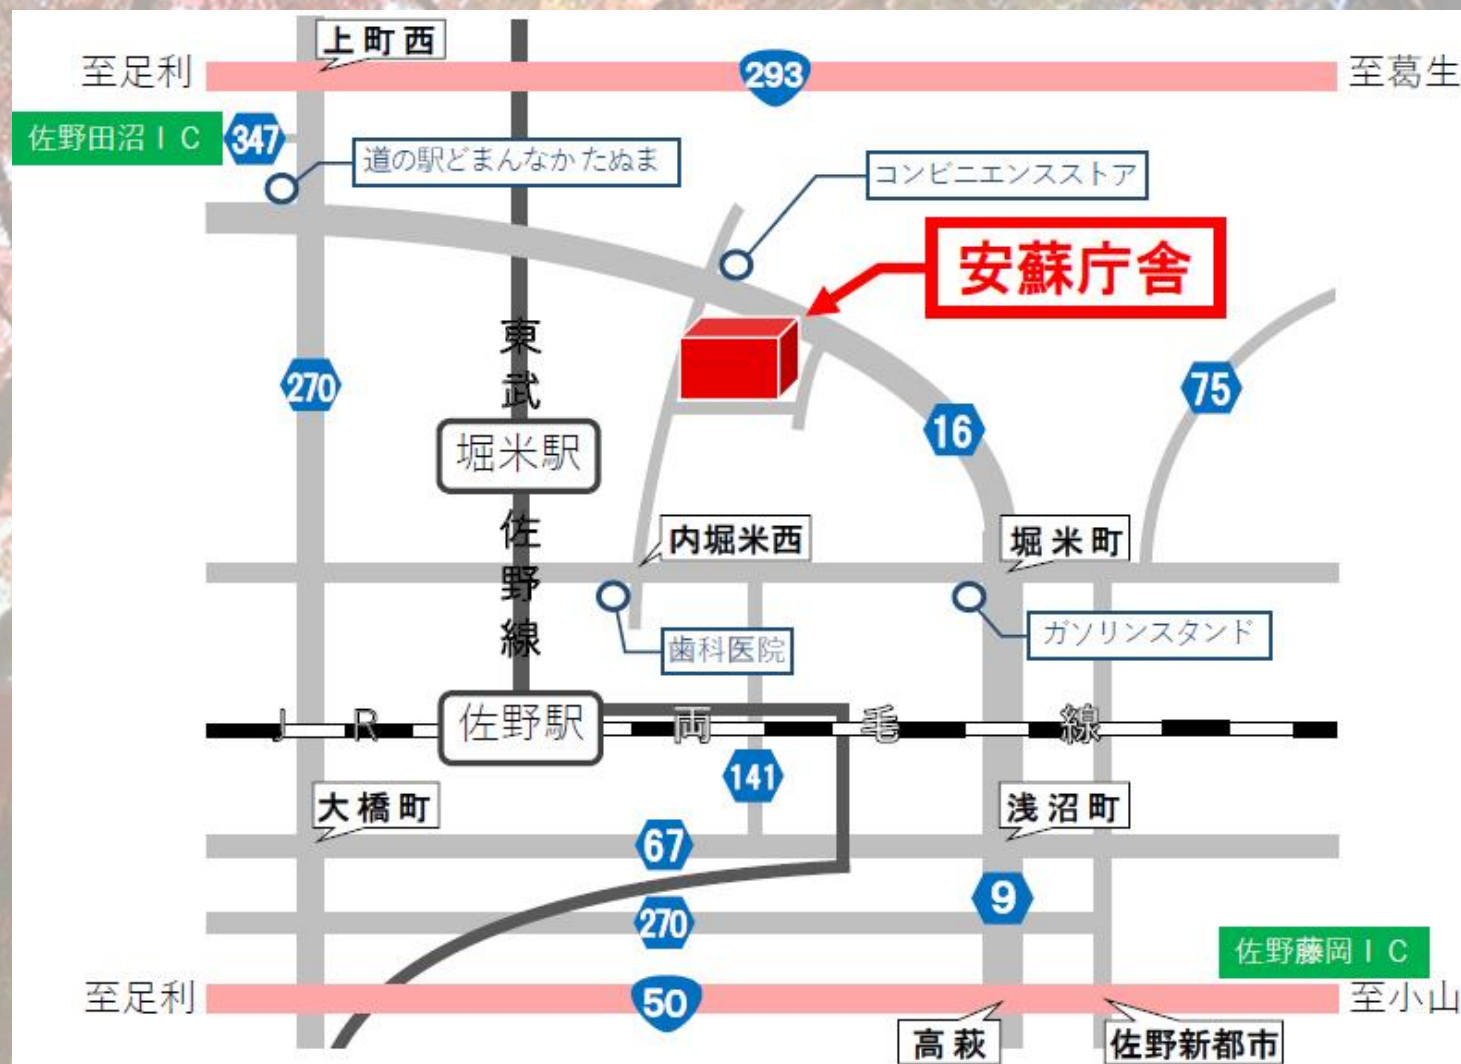 上町西
至足利
293
至葛生
佐野田沼ＩＣ
347
道の駅どまんなか たぬま
コンビニエンスストア
安蘇庁舎
東武佐野線
270
75
16
堀米駅
内堀米西
堀米町
歯科医院
ガソリンスタンド
佐野駅
ＪＲ両毛線
141
大橋町
浅沼町
67
9
270
佐野藤岡ＩＣ
至足利
50
至小山
高萩
佐野新都市